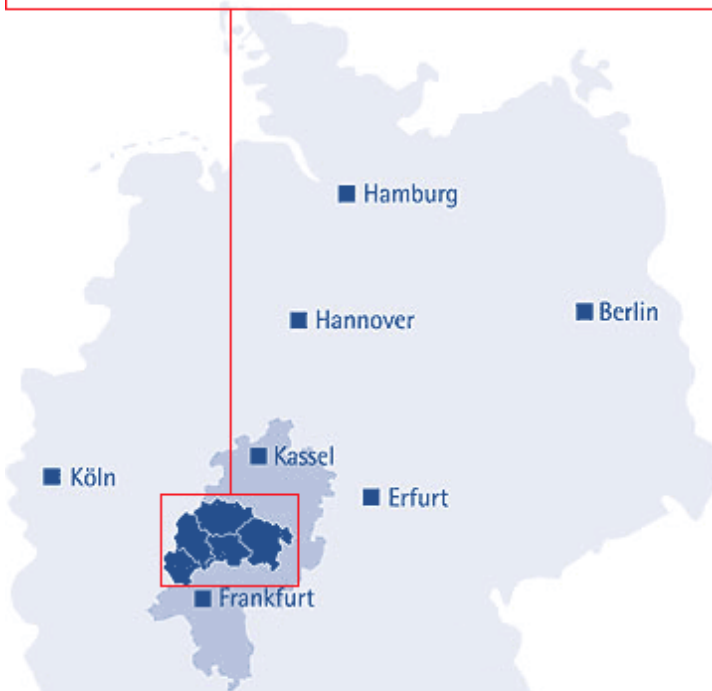 Hamburg
Berlin
Hannover
Kassel
Köln
Erfurt
Frankfurt